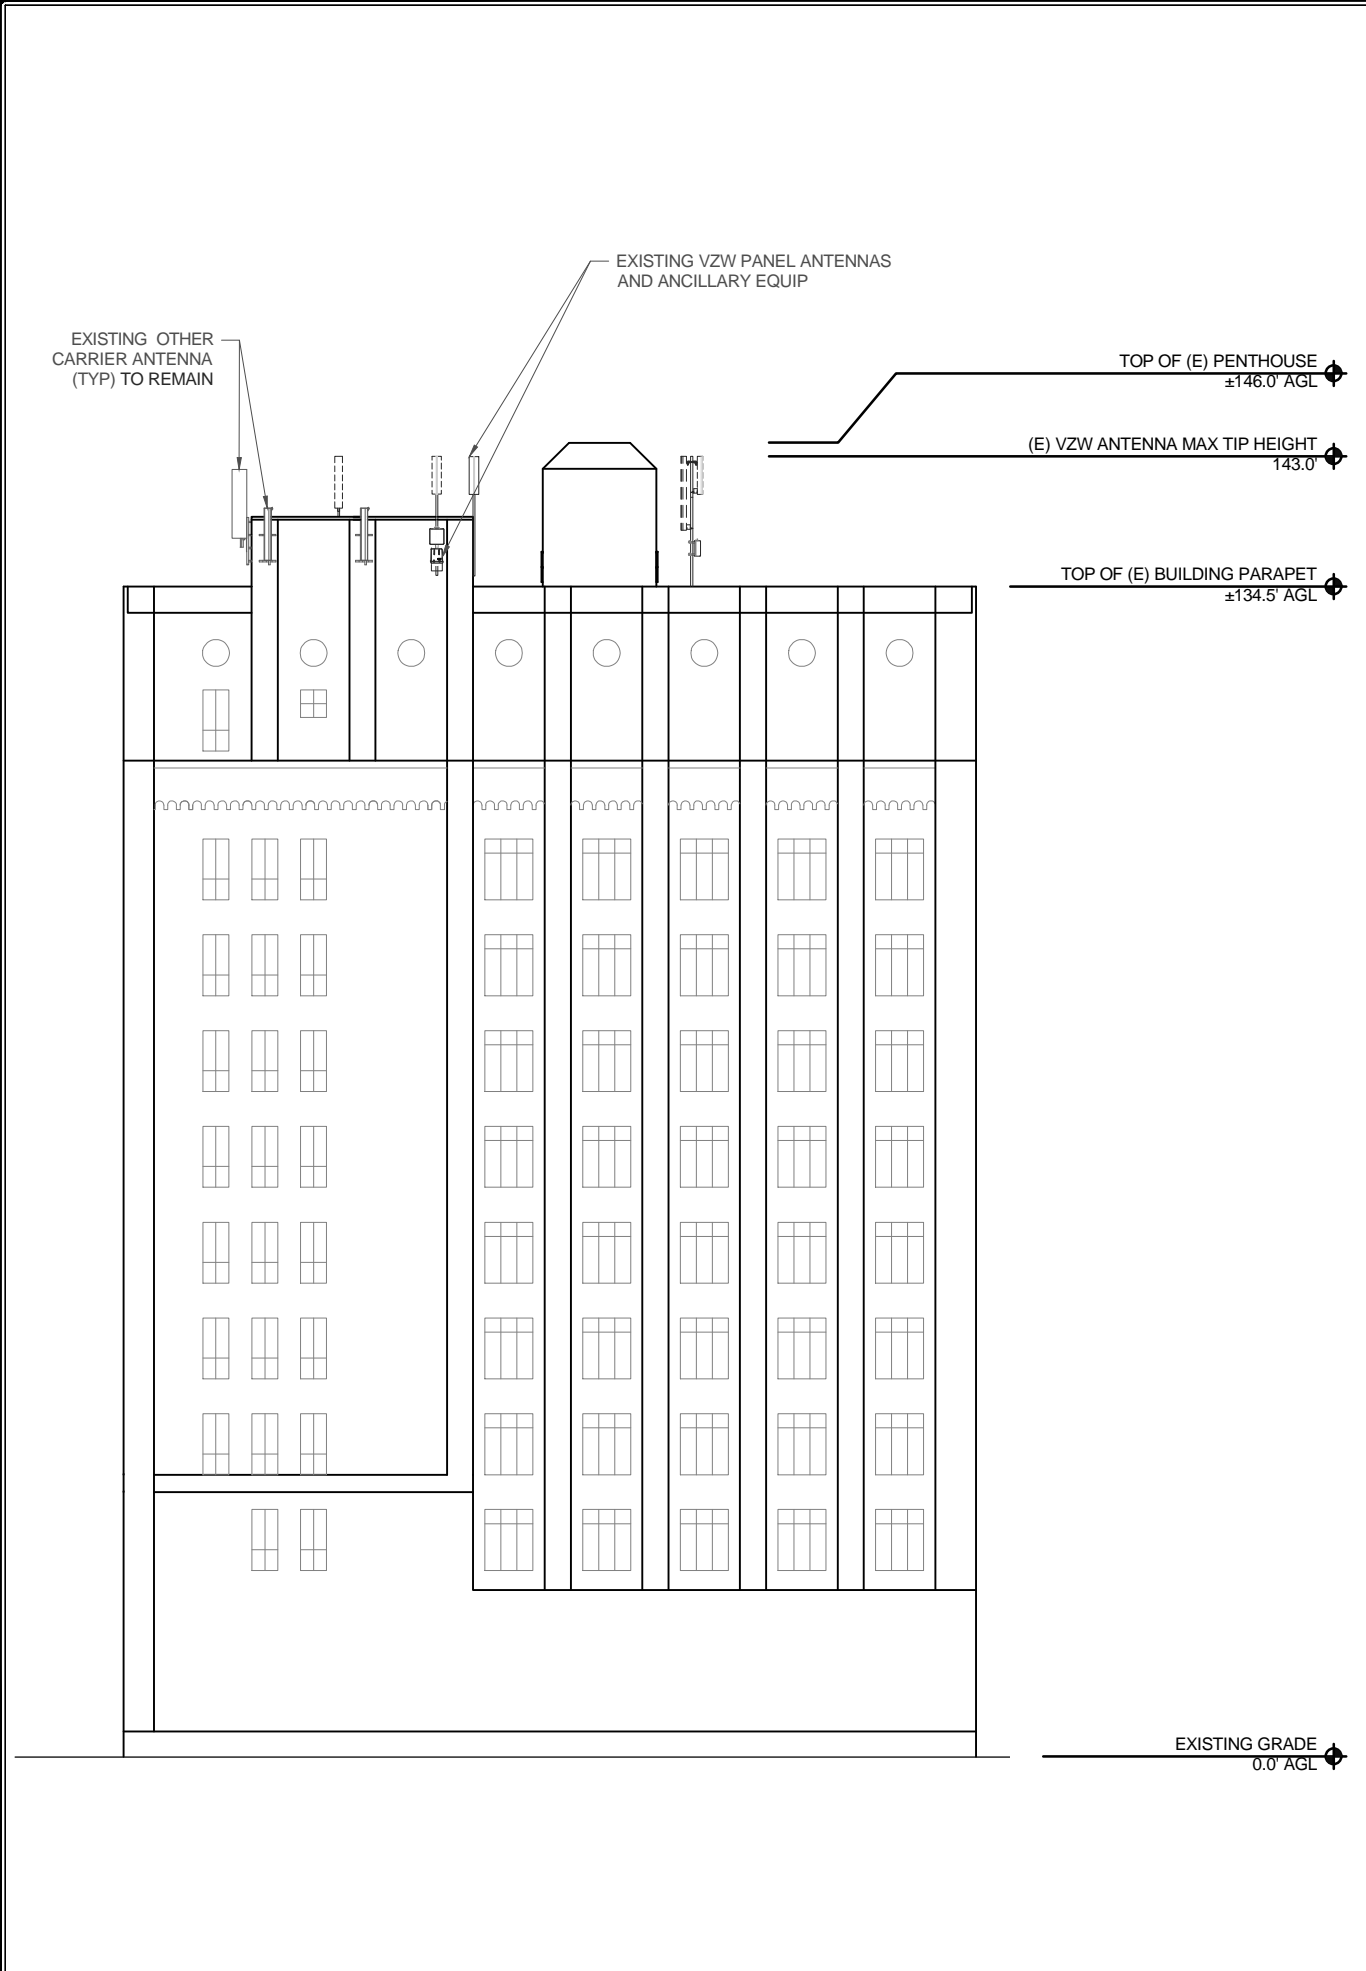 EXISTING VZW PANEL ANTENNAS
AND ANCILLARY EQUIP
EXISTING OTHER
CARRIER ANTENNA
(TYP) TO REMAIN
TOP OF (E) PENTHOUSE
±146.0' AGL
(E) VZW ANTENNA MAX TIP HEIGHT
143.0'
TOP OF (E) BUILDING PARAPET
±134.5' AGL
EXISTING GRADE
0.0' AGL